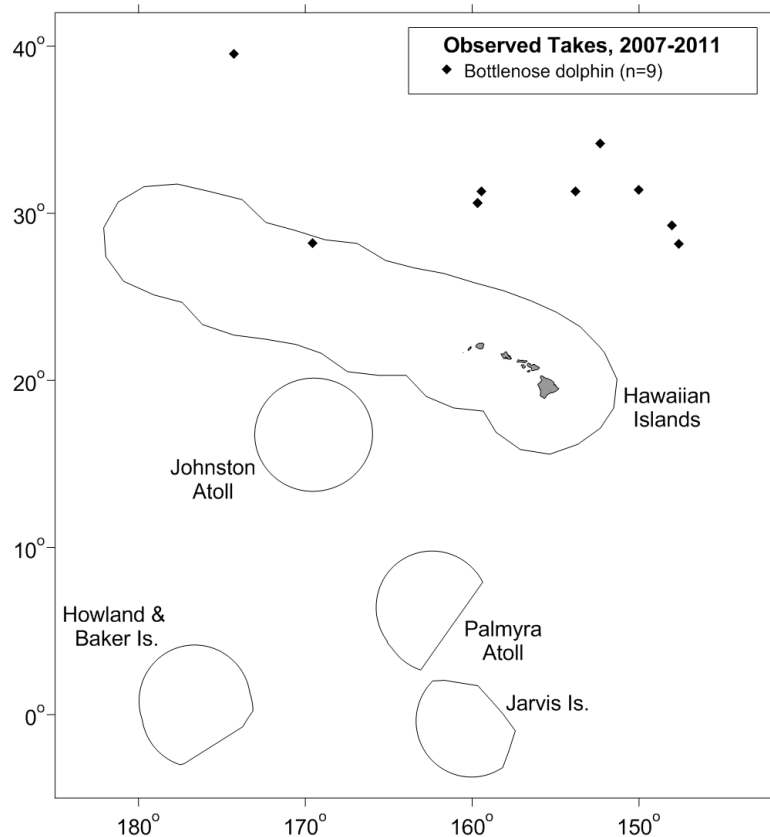 Observed Takes, 2007-2011
Bottlenose dolphin (n=9)
40°
30°
20°
10°
0°
Hawaiian
Islands
Johnston
Atoll
Howland &
Baker Is.
Palmyra
Atoll
Jarvis Is.
180°
170°
160°
150°